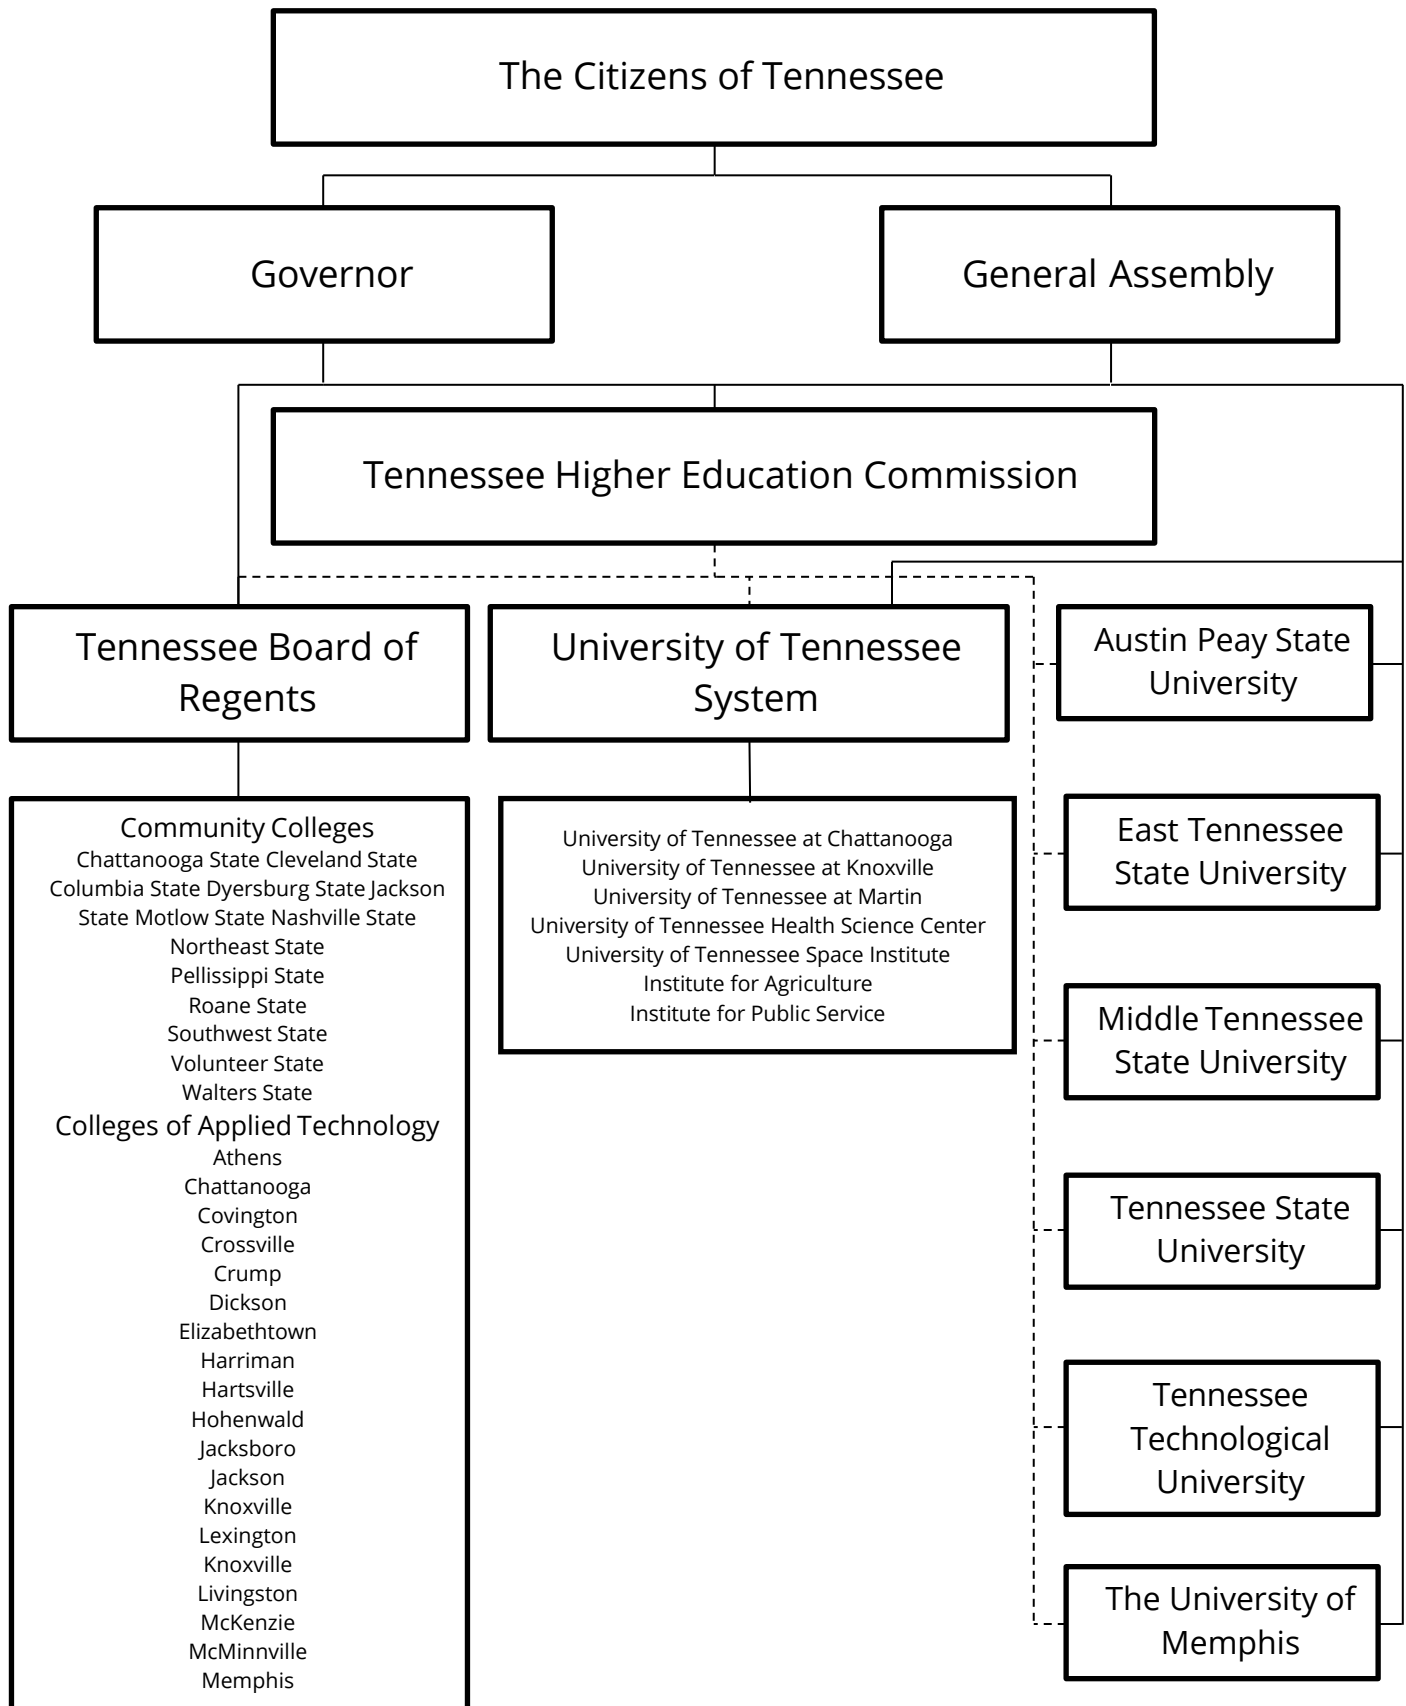 The Citizens of Tennessee
Governor
General Assembly
Tennessee Higher Education Commission
Tennessee Board of
Regents
University of Tennessee
System
Austin Peay State
University
Community Colleges
Chattanooga State Cleveland State
Columbia State Dyersburg State Jackson
State Motlow State Nashville State
Northeast State
Pellissippi State
Roane State
Southwest State
Volunteer State
Walters State
Colleges of Applied Technology
Athens
Chattanooga
Covington
Crossville
Crump
Dickson
Elizabethtown
Harriman
Hartsville
Hohenwald
Jacksboro
Jackson
Knoxville
Lexington
Knoxville
Livingston
McKenzie
McMinnville
Memphis
University of Tennessee at Chattanooga
University of Tennessee at Knoxville
University of Tennessee at Martin
University of Tennessee Health Science Center
University of Tennessee Space Institute
Institute for Agriculture
Institute for Public Service
East Tennessee
State University
Middle Tennessee
State University
Tennessee State
University
Tennessee
Technological
University
The University of
Memphis